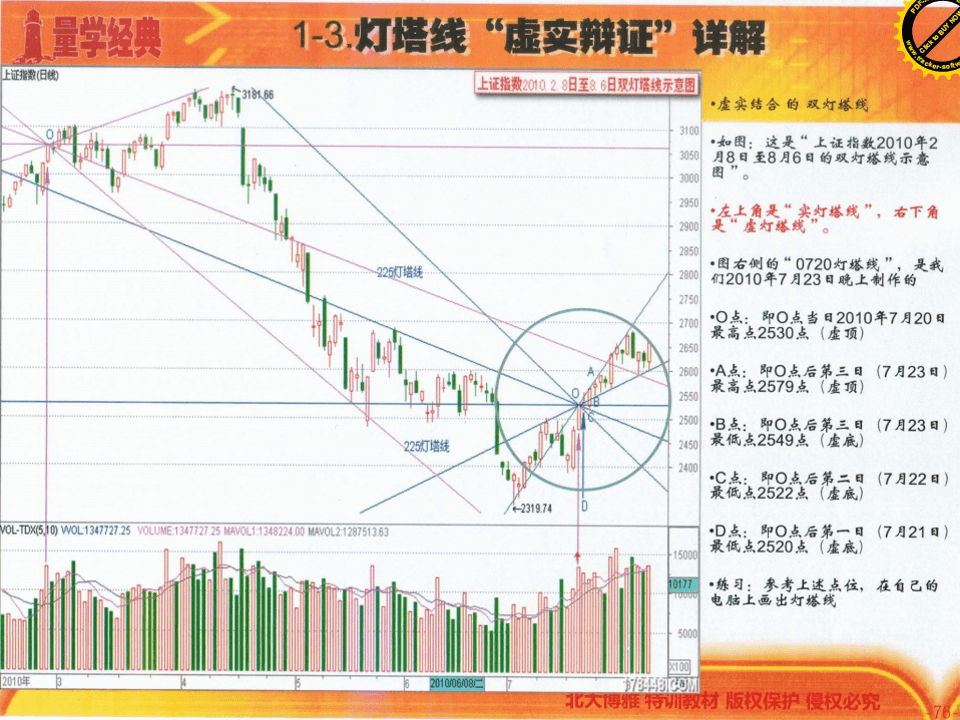 量学经典
1-3.灯塔线“虚实辩证”详解
Click to BUY NOW
www.tracker-softw
上证指数(日线)
上证指数2010.2.8日至8.6日双灯塔线示意图
3181.66
O
225灯塔线
225灯塔线
A
O
B
C
D
←2319.74
3100
3050
3000
2950
2900
2850
2800
2750
2700
2650
2600
2550
2500
2450
2400
VOL-TDX(5,10) VVOL:1347727.25 VOLUME:1347727.25 MAVOL1:1348224.00 MAVOL2:1287513.63
15000
10177
10000
5000
X100
2010年 3 4 5 6 2010/06/08/二 7
178448.COM
•虚实结合 的 双灯塔线
•如图：这是“上证指数2010年2
月8日至8月6日的双灯塔线示意
图”。
•左上角是“实灯塔线”，右下角
是“虚灯塔线”。
•图右侧的“0720灯塔线”，是我
们2010年7月23日晚上制作的
•O点：即O点当日2010年7月20日
最高点2530点（虚顶）
•A点：即O点后第三日（7月23日）
最高点2579点（虚顶）
•B点：即O点后第三日（7月23日）
最低点2549点（虚底）
•C点：即O点后第二日（7月22日）
最低点2522点（虚底）
•D点：即O点后第一日（7月21日）
最低点2520点（虚底）
•练习：参考上述点位，在自己的
电脑上画出灯塔线
北大博雅 特训教材 版权保护 侵权必究
-76-